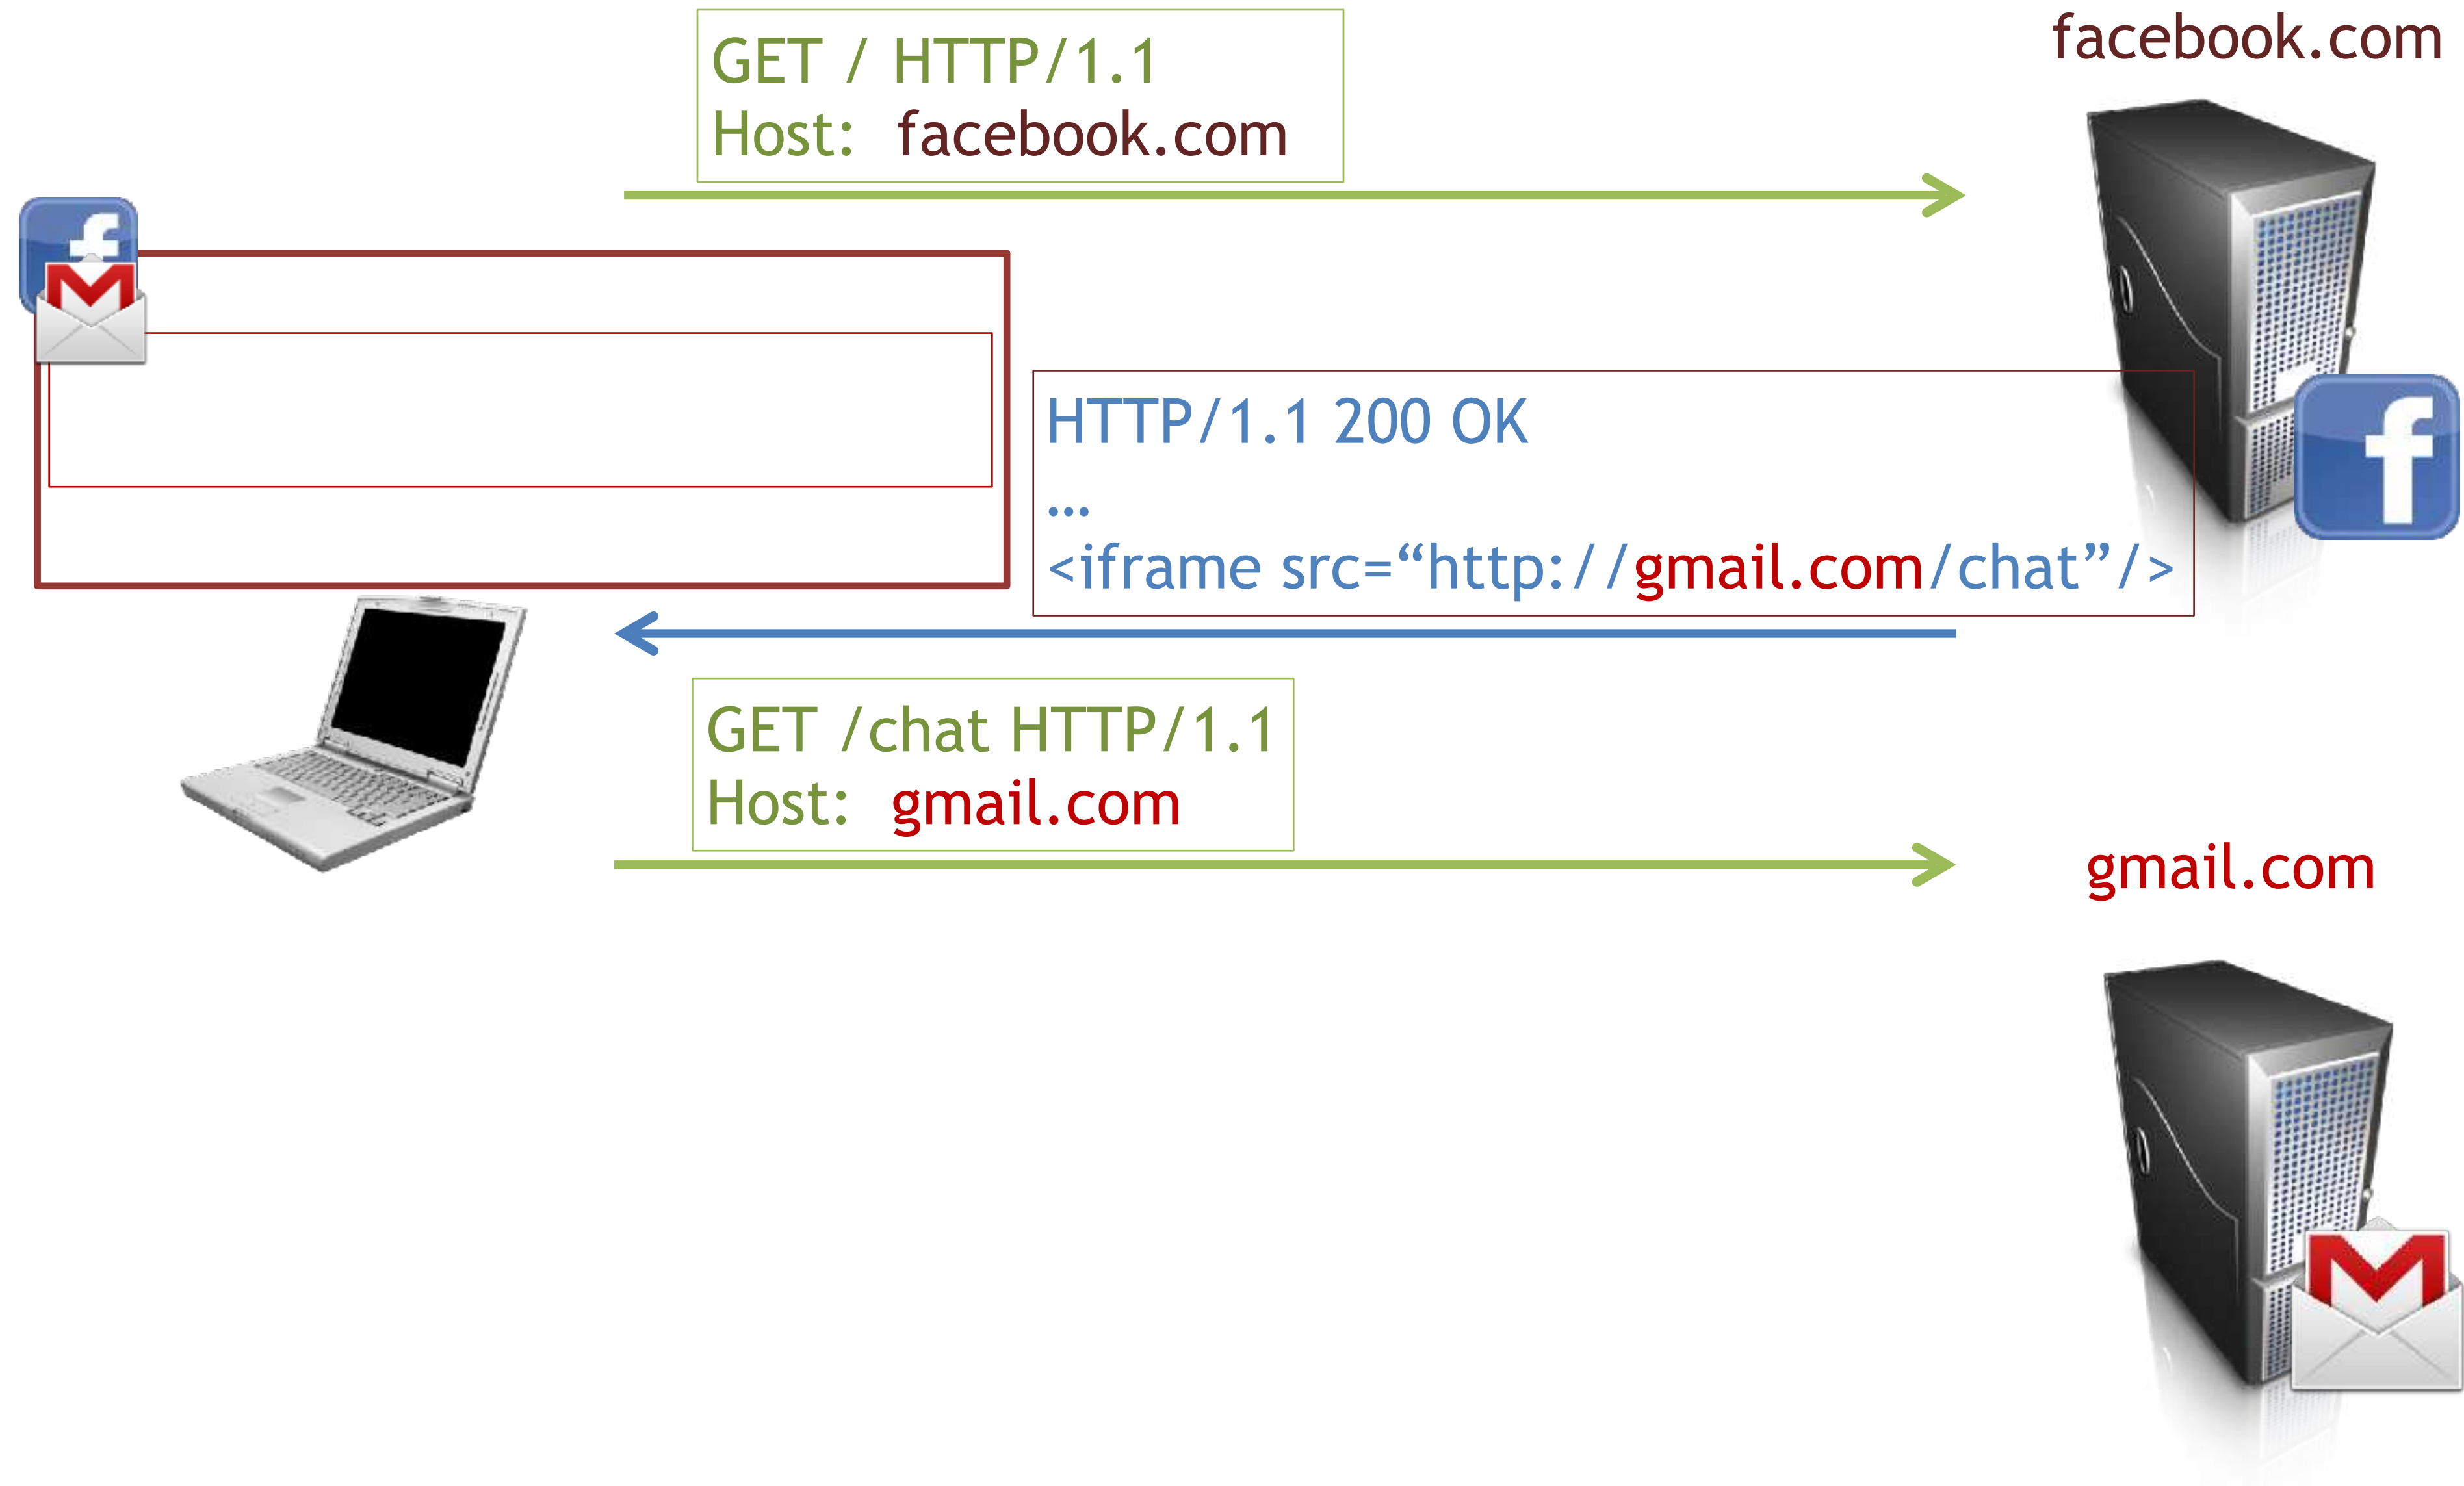 GET / HTTP/1.1
Host: facebook.com
facebook.com
HTTP/1.1 200 OK
…
<iframe src=“http://gmail.com/chat”/>
GET /chat HTTP/1.1
Host: gmail.com
gmail.com